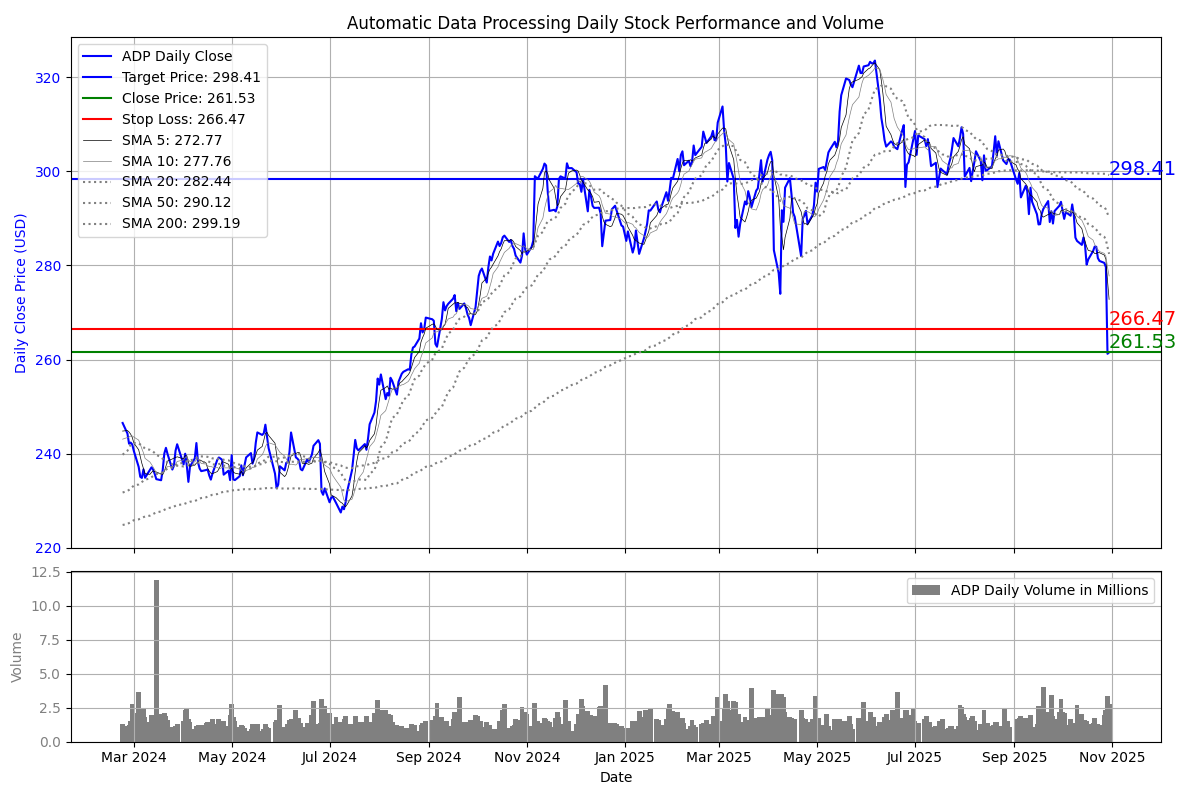 Automatic Data Processing Daily Stock Performance and Volume
ADP Daily Close
Target Price: 298.41
Close Price: 261.53
Stop Loss: 266.47
SMA 5: 272.77
SMA 10: 277.76
SMA 20: 282.44
SMA 50: 290.12
SMA 200: 299.19
Daily Close Price (USD)
320
300
280
260
240
220
298.41
266.47
261.53
ADP Daily Volume in Millions
Volume
12.5
10.0
7.5
5.0
2.5
0.0
Mar 2024 May 2024 Jul 2024 Sep 2024 Nov 2024 Jan 2025 Mar 2025 May 2025 Jul 2025 Sep 2025 Nov 2025
Date